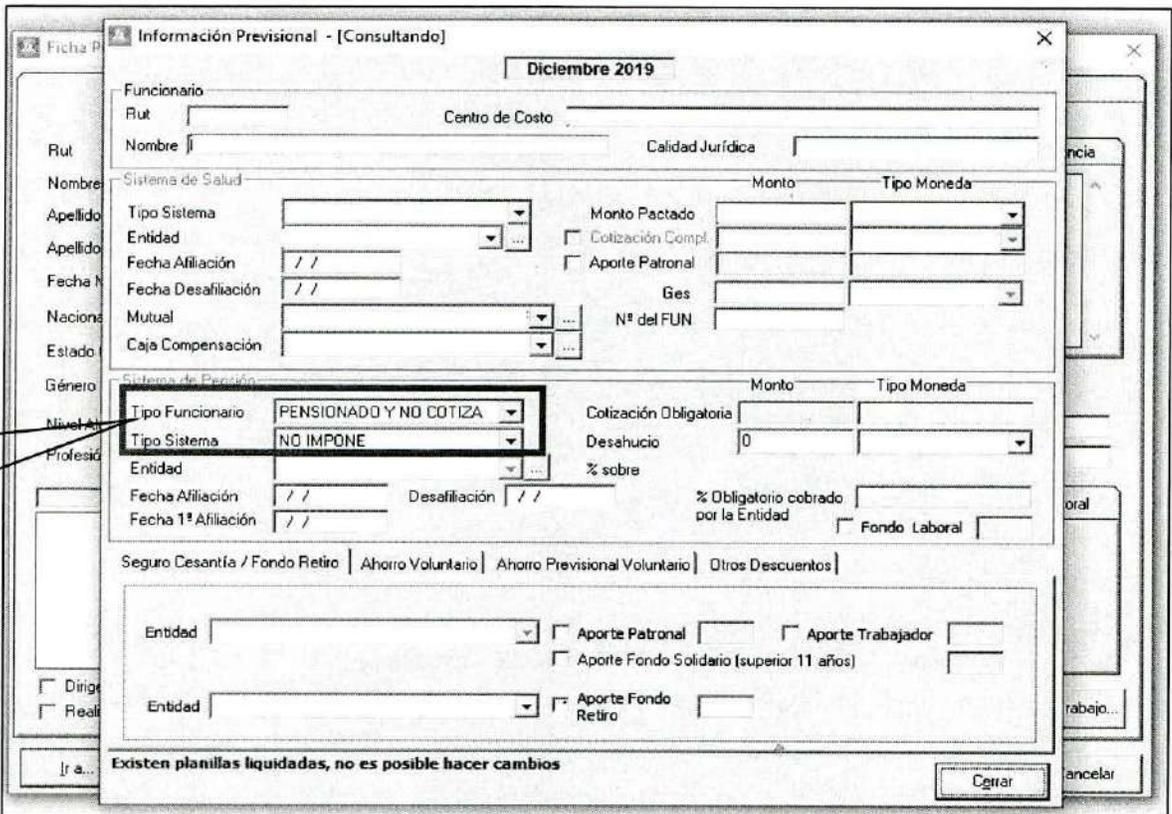 Ficha P
Información Previsional - [Consultando]
Diciembre 2019
Funcionario
Rut
Centro de Costo
Nombre
Calidad Jurídica
Sistema de Salud
Monto
Tipo Moneda
Tipo Sistema
Monto Pactado
Entidad
...
Cotización Compl.
Fecha Afiliación
/ /
Aporte Patronal
Fecha Desafiliación
/ /
Ges
Mutual
...
Nº del FUN
Caja Compensación
...
Sistema de Pensión
Monto
Tipo Moneda
Tipo Funcionario
PENSIONADO Y NO COTIZA
Cotización Obligatoria
Tipo Sistema
NO IMPONE
Desahucio
0
Entidad
...
% sobre
Fecha Afiliación
/ /
Desafiliación
/ /
% Obligatorio cobrado
por la Entidad
Fecha 1ª Afiliación
/ /
Fondo Laboral
Seguro Cesantía / Fondo Retiro
Ahorro Voluntario
Ahorro Previsional Voluntario
Otros Descuentos
Entidad
Aporte Patronal
Aporte Trabajador
Aporte Fondo Solidario (superior 11 años)
Entidad
Aporte Fondo
Retiro
Existen planillas liquidadas, no es posible hacer cambios
Cerrar
Rut
Nombre
Apellido
Apellido
Fecha N
Naciona
Estado
Género
Nivel
Profesió
Dirige
Reali
Ir a...
ncia
oral
rabajo...
ancelar